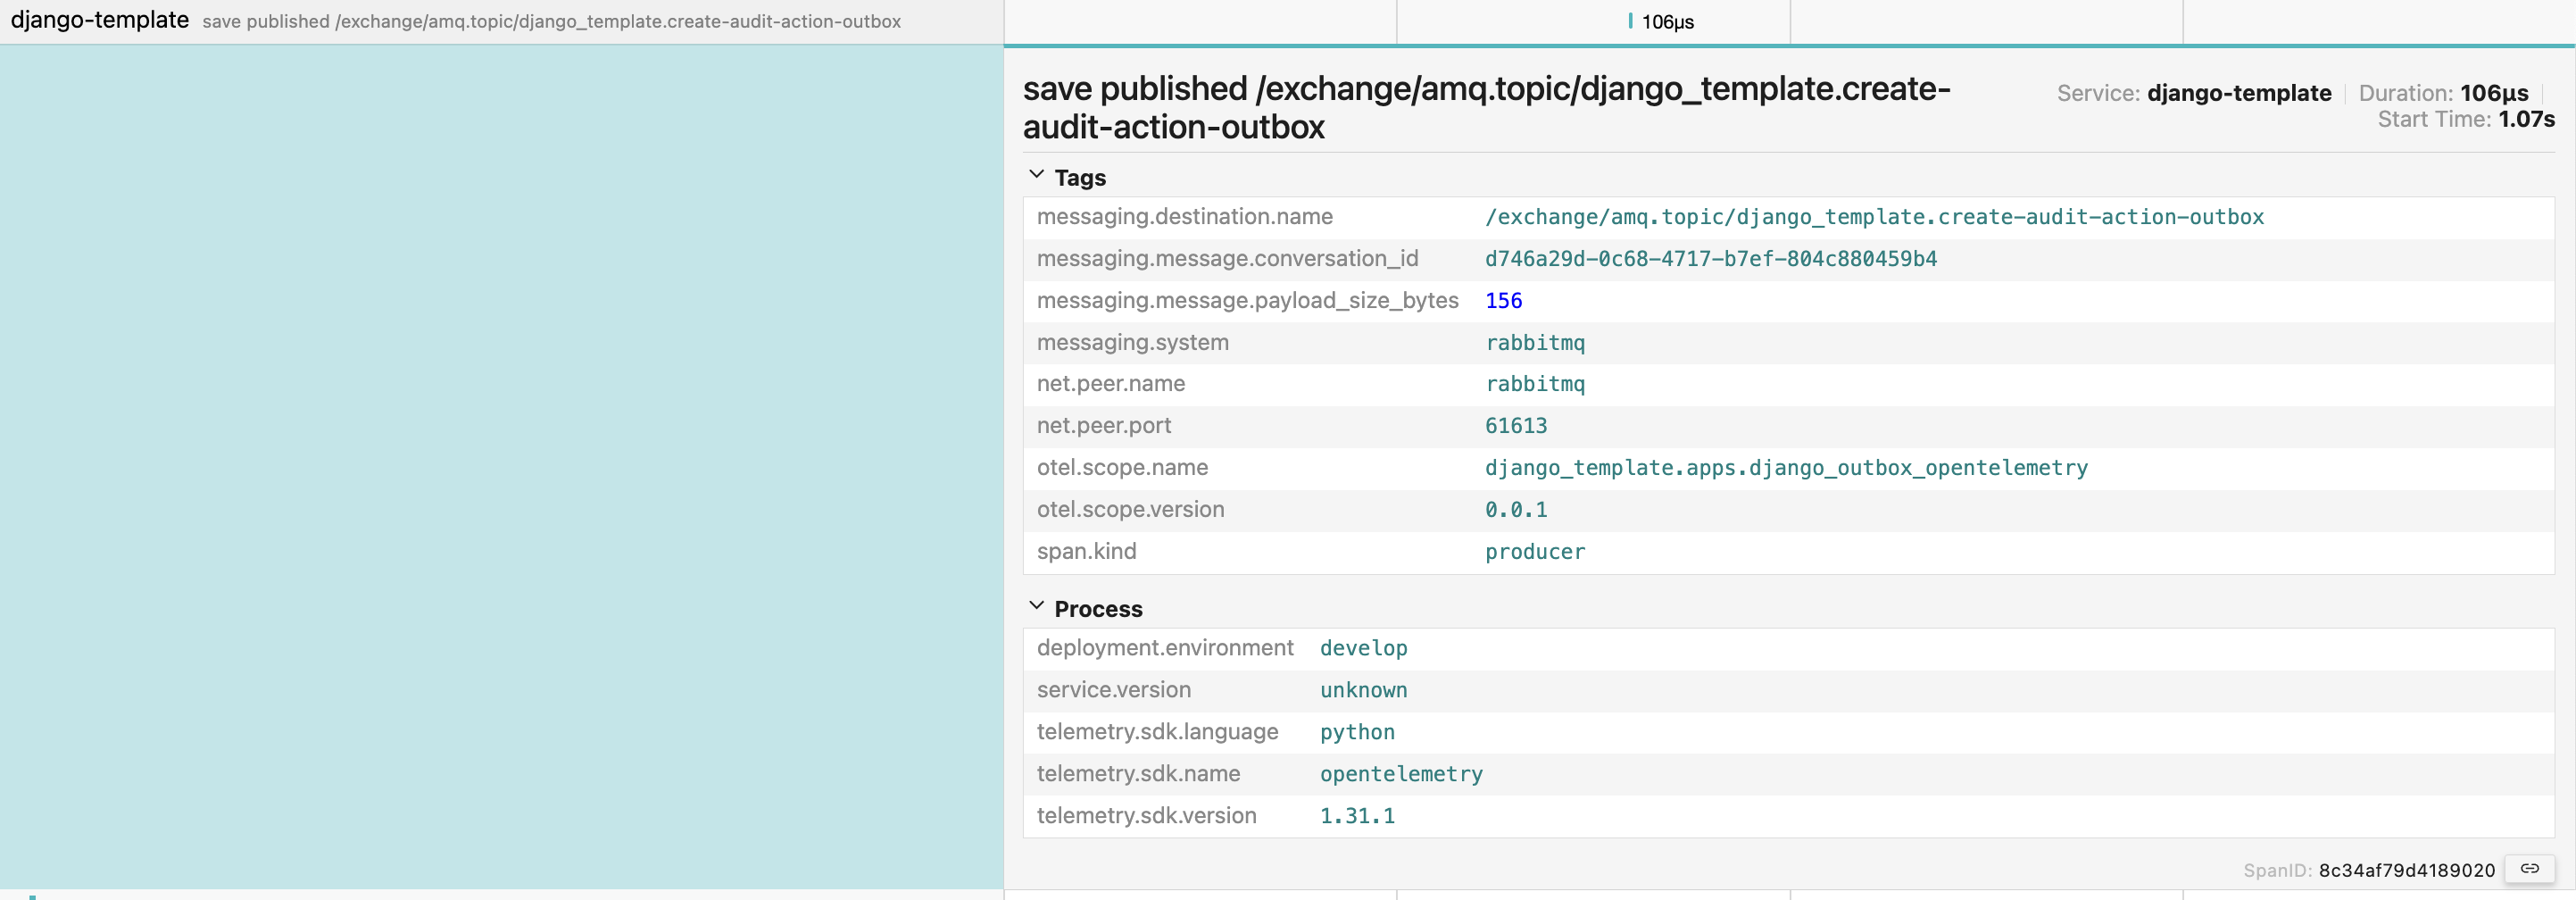 django-template save published /exchange/amq.topic/django_template.create-audit-action-outbox
106μs
save published /exchange/amq.topic/django_template.create-
audit-action-outbox
Service: django-template Duration: 106μs
Start Time: 1.07s
Tags
messaging.destination.name /exchange/amq.topic/django_template.create-audit-action-outbox
messaging.message.conversation_id d746a29d-0c68-4717-b7ef-804c880459b4
messaging.message.payload_size_bytes 156
messaging.system rabbitmq
net.peer.name rabbitmq
net.peer.port 61613
otel.scope.name django_template.apps.django_outbox_opentelemetry
otel.scope.version 0.0.1
span.kind producer
Process
deployment.environment develop
service.version unknown
telemetry.sdk.language python
telemetry.sdk.name opentelemetry
telemetry.sdk.version 1.31.1
SpanID: 8c34af79d4189020